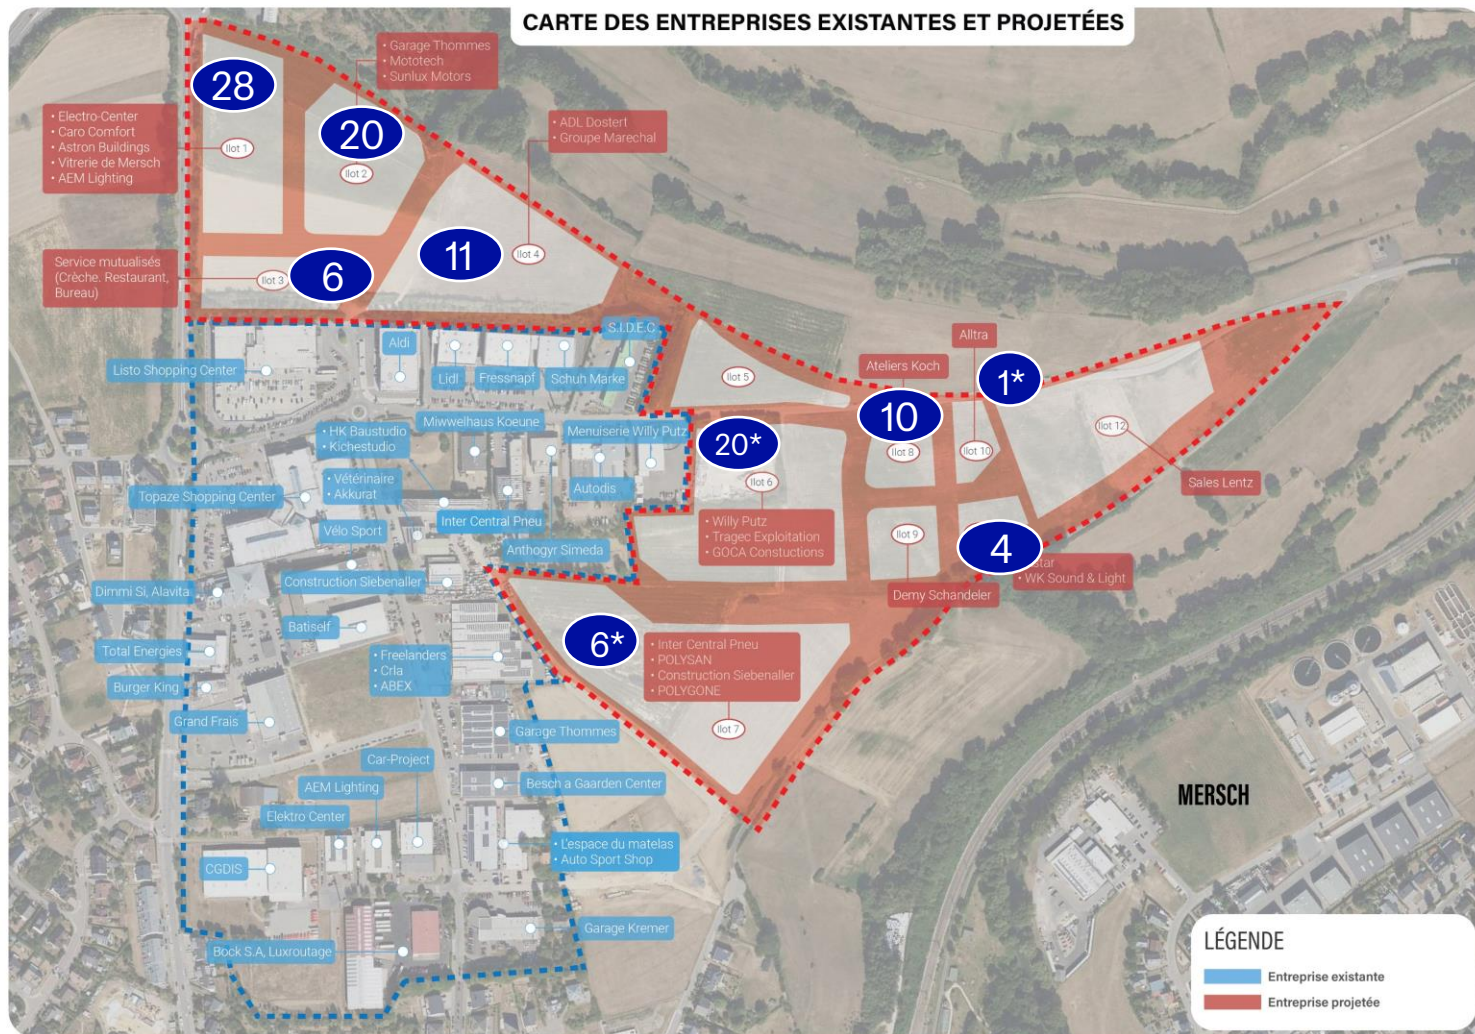 CARTE DES ENTREPRISES EXISTANTES ET PROJETÉES
• Garage Thommes
• Mototech
• Sunlux Motors
28
20
• Electro-Center
• Caro Comfort
• Astron Buildings
• Vitrerie de Mersch
• AEM Lighting
Ilot 1
Ilot 2
• ADL Dostert
• Groupe Marechal
11
Ilot 4
Service mutualisés
(Crèche. Restaurant,
Bureau)
Ilot 3
6
S.I.D.E.C
Aldi
Listo Shopping Center
Lidl
Fressnapf
Schuh Marke
Ilot 5
Ateliers Koch
Alltra
1*
10
Ilot 8
Ilot 10
Ilot 12
Sales Lentz
Miwwelhaus Koeune
• HK Baustudio
• Kichestudio
Menuiserie Willy Putz
20*
Ilot 6
• Vétérinaire
• Akkurat
Autodis
Topaze Shopping Center
Inter Central Pneu
• Willy Putz
• Tragec Exploitation
• GOCA Constuctions
Vélo Sport
Anthogyr Simeda
Ilot 9
4
star
• WK Sound & Light
Demy Schandeler
Construction Siebenaller
Dimmi Si, Alavita
Batiself
6*
• Inter Central Pneu
• POLYSAN
• Construction Siebenaller
• POLYGONE
Ilot 7
Total Energies
• Freelanders
• Crla
• ABEX
Burger King
Grand Frais
Garage Thommes
Car-Project
AEM Lighting
Besch a Gaarden Center
Elektro Center
MERSCH
• L'espace du matelas
• Auto Sport Shop
CGDIS
Garage Kremer
Bock S.A, Luxroutage
LÉGENDE
Entreprise existante
Entreprise projetée